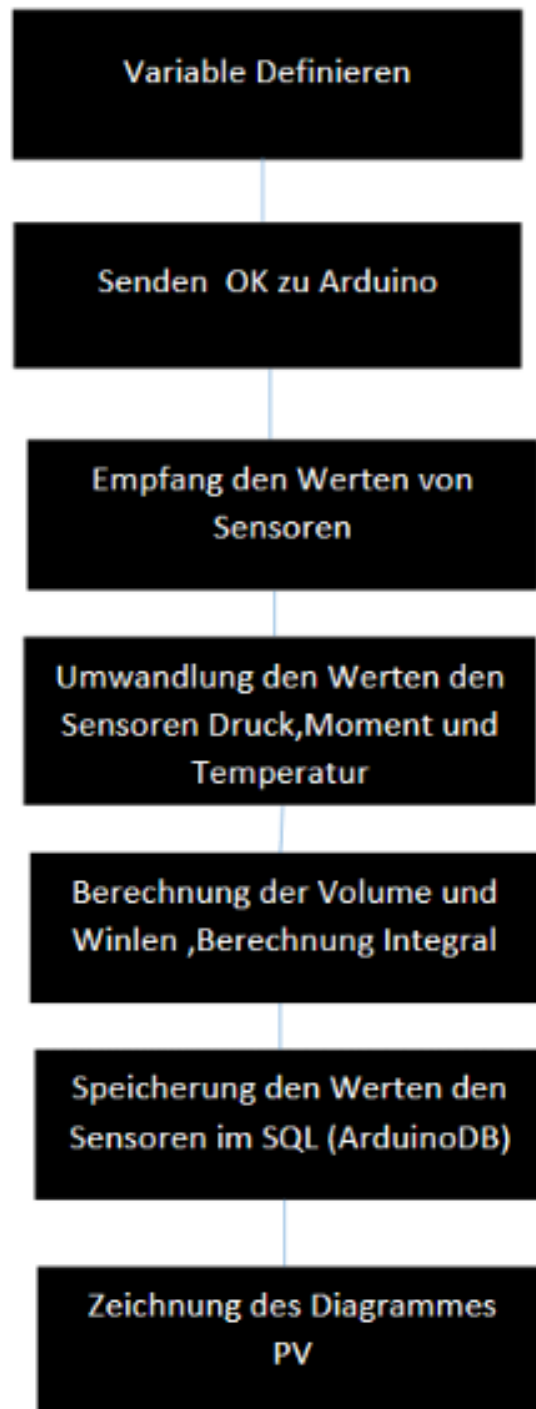 Variable Definieren
Senden OK zu Arduino
Empfang den Werten von
Sensoren
Umwandlung den Werten den
Sensoren Druck,Moment und
Temperatur
Berechnung der Volume und
Winlen ,Berechnung Integral
Speicherung den Werten den
Sensoren im SQL (ArduinoDB)
Zeichnung des Diagrammes
PV